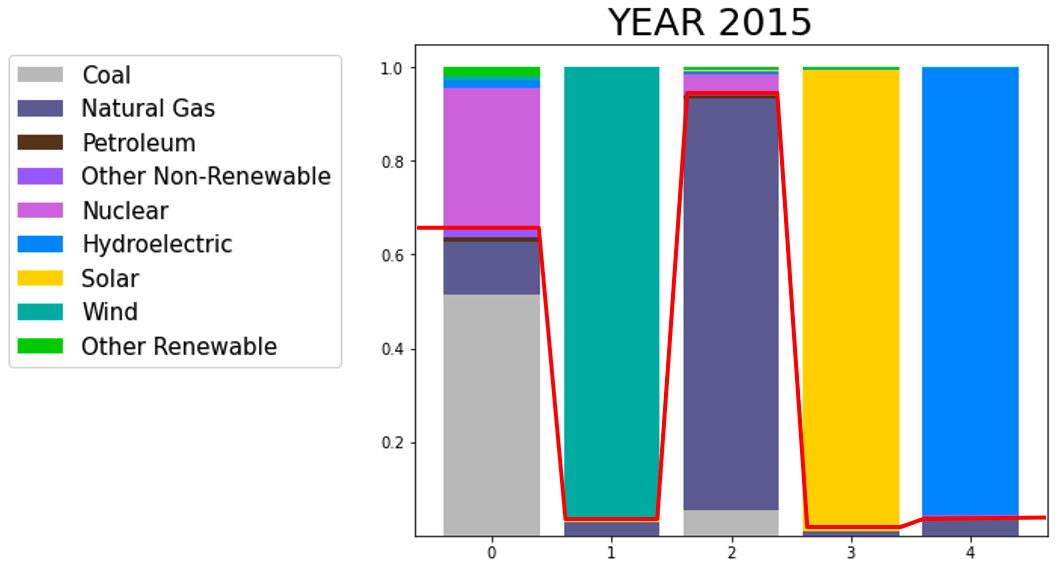 YEAR 2015
Coal
Natural Gas
Petroleum
Other Non-Renewable
Nuclear
Hydroelectric
Solar
Wind
Other Renewable
1.0
0.8
0.6
0.4
0.2
0 1 2 3 4